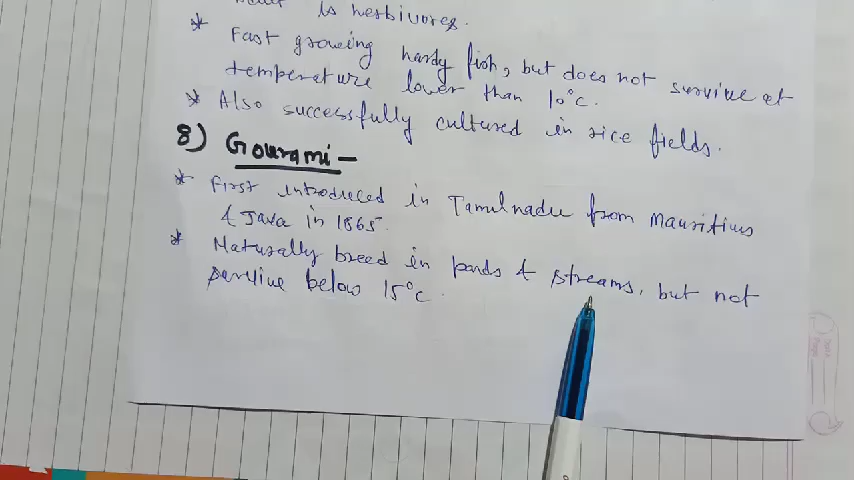 is herbivores.
* Fast growing hardy fish, but does not survive at
temperature lower than 10°C.
* Also successfully cultured in rice fields.
8) Gourami -
* First introduced in Tamulnadu from Mauritius
& Java in 1865.
* Naturally breed in ponds & streams, but not
survive below 15°C.